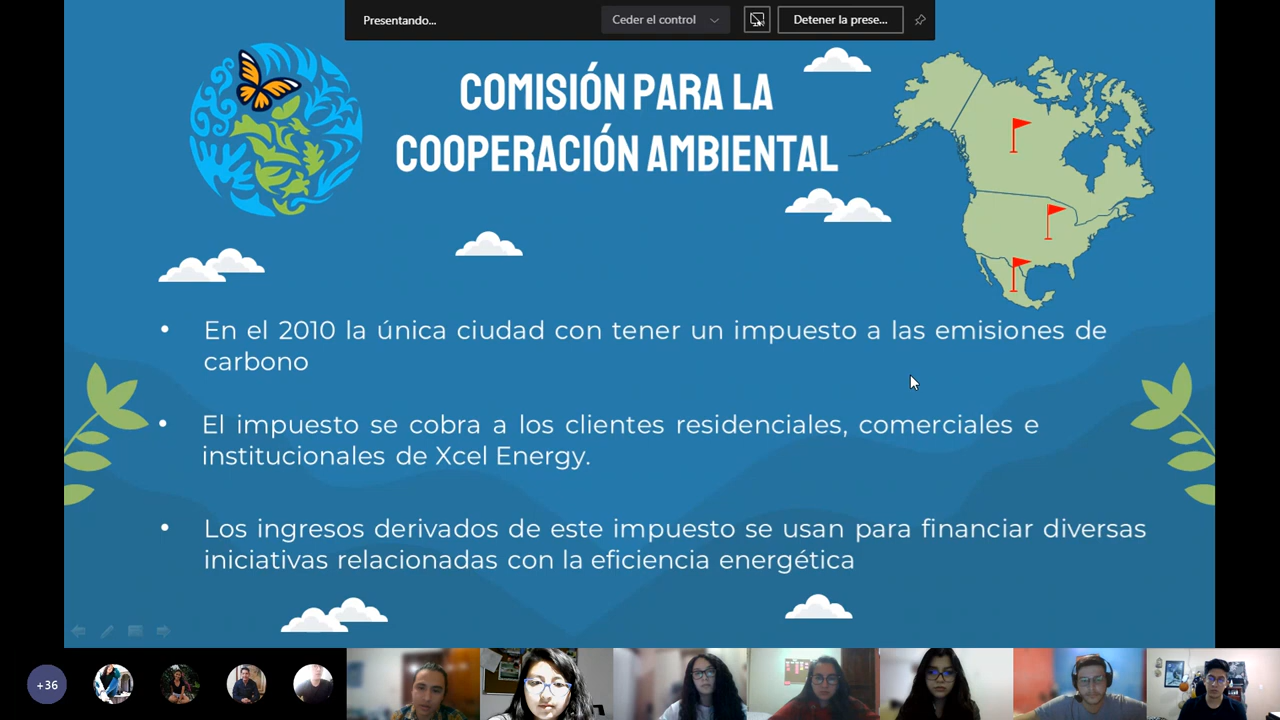 Presentando...
Ceder el control
Detener la prese...
COMISIÓN PARA LA
COOPERACIÓN AMBIENTAL
• En el 2010 la única ciudad con tener un impuesto a las emisiones de
carbono
• El impuesto se cobra a los clientes residenciales, comerciales e
institucionales de Xcel Energy.
• Los ingresos derivados de este impuesto se usan para financiar diversas
iniciativas relacionadas con la eficiencia energética
+36